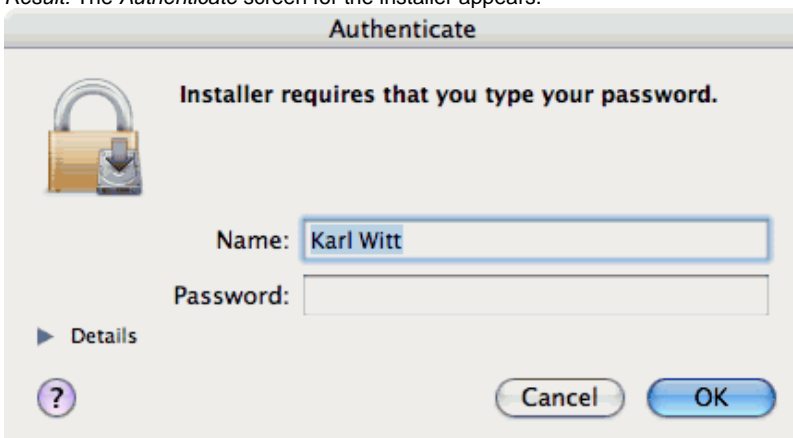 Result: The Authenticate screen for the installer appears.
Authenticate
Installer requires that you type your password.
Name: Karl Witt
Password:
Details
?
Cancel OK